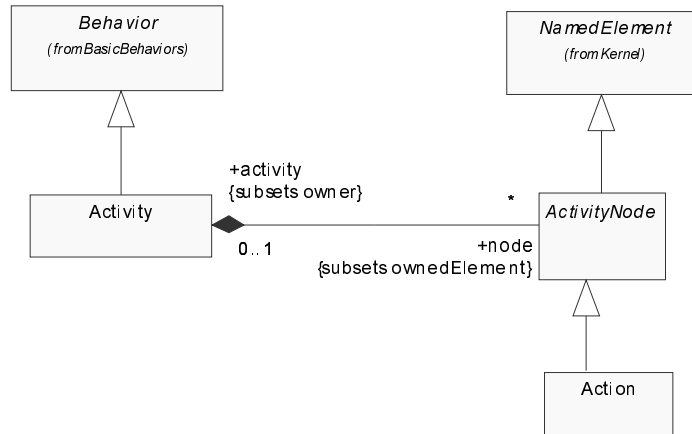 Behavior
(fromBasicBehaviors)
NamedElement
(fromKernel)
+activity
{subsets owner}
Activity
*
ActivityNode
0..1
+node
{subsets ownedElement}
Action